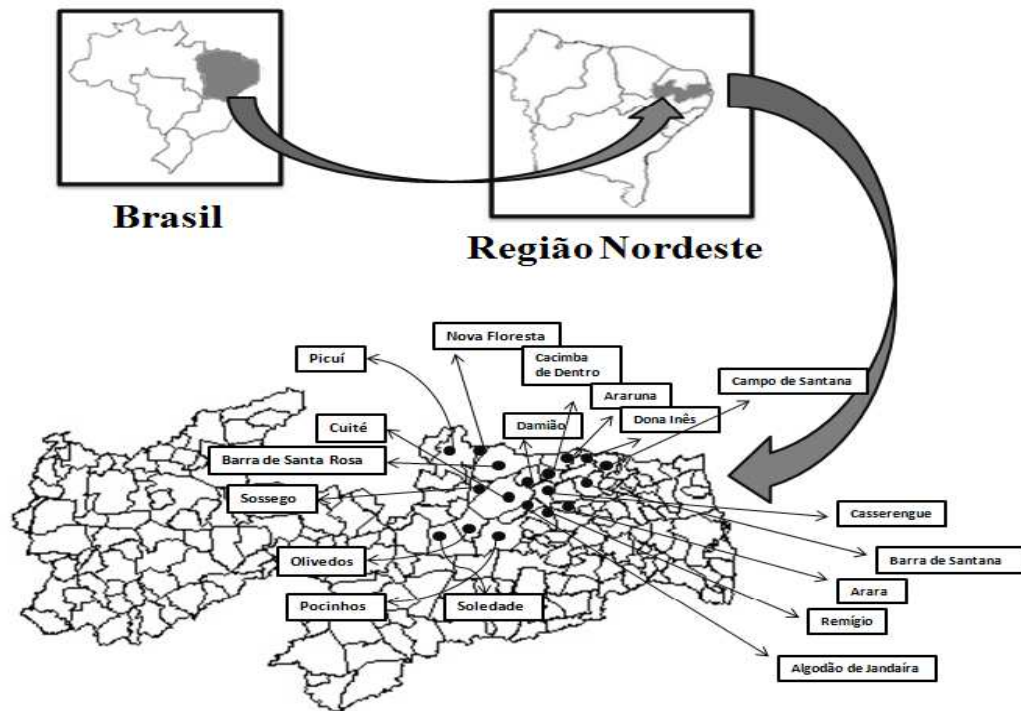 Brasil
Região Nordeste
Nova Floresta
Picuí
Cacimba
de Dentro
Campo de Santana
Araruna
Cuité
Damião
Dona Inês
Barra de Santa Rosa
Sossego
Casserengue
Olivedos
Barra de Santana
Arara
Pocinhos
Soledade
Remígio
Algodão de Jandaíra